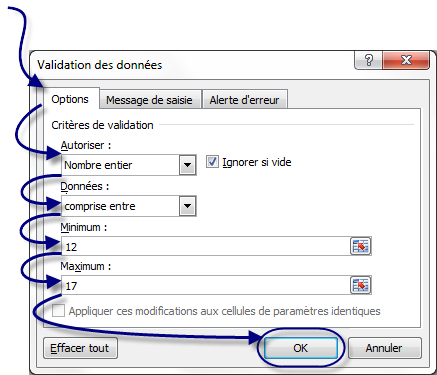 Validation des données
Options Message de saisie Alerte d'erreur
Critères de validation
Autoriser :
Nombre entier Ignorer si vide
Données :
comprise entre
Minimum :
12
Maximum :
17
Appliquer ces modifications aux cellules de paramètres identiques
Effacer tout OK Annuler